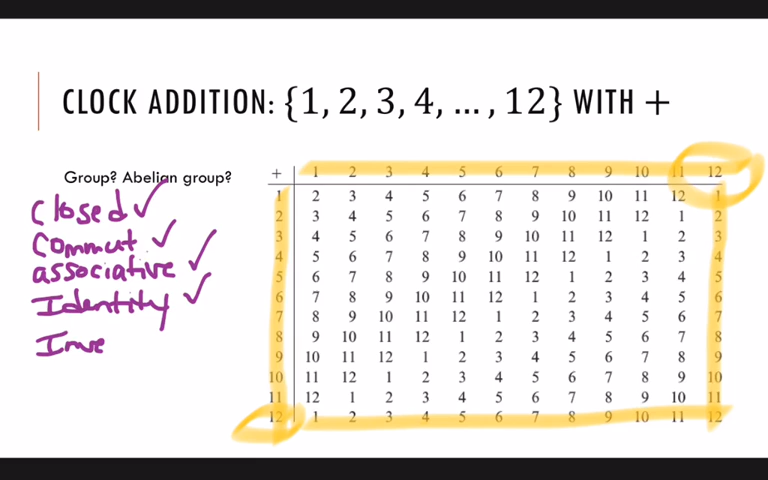 CLOCK ADDITION: {1, 2, 3, 4, … , 12} WITH +
Group? Abelian group?
Closed ✓
Commut ✓
associative ✓
Identity ✓
Inve
+ 1 2 3 4 5 6 7 8 9 10 11 12
1 2 3 4 5 6 7 8 9 10 11 12 1
2 3 4 5 6 7 8 9 10 11 12 1 2
3 4 5 6 7 8 9 10 11 12 1 2 3
4 5 6 7 8 9 10 11 12 1 2 3 4
5 6 7 8 9 10 11 12 1 2 3 4 5
6 7 8 9 10 11 12 1 2 3 4 5 6
7 8 9 10 11 12 1 2 3 4 5 6 7
8 9 10 11 12 1 2 3 4 5 6 7 8
9 10 11 12 1 2 3 4 5 6 7 8 9
10 11 12 1 2 3 4 5 6 7 8 9 10
11 12 1 2 3 4 5 6 7 8 9 10 11
12 1 2 3 4 5 6 7 8 9 10 11 12